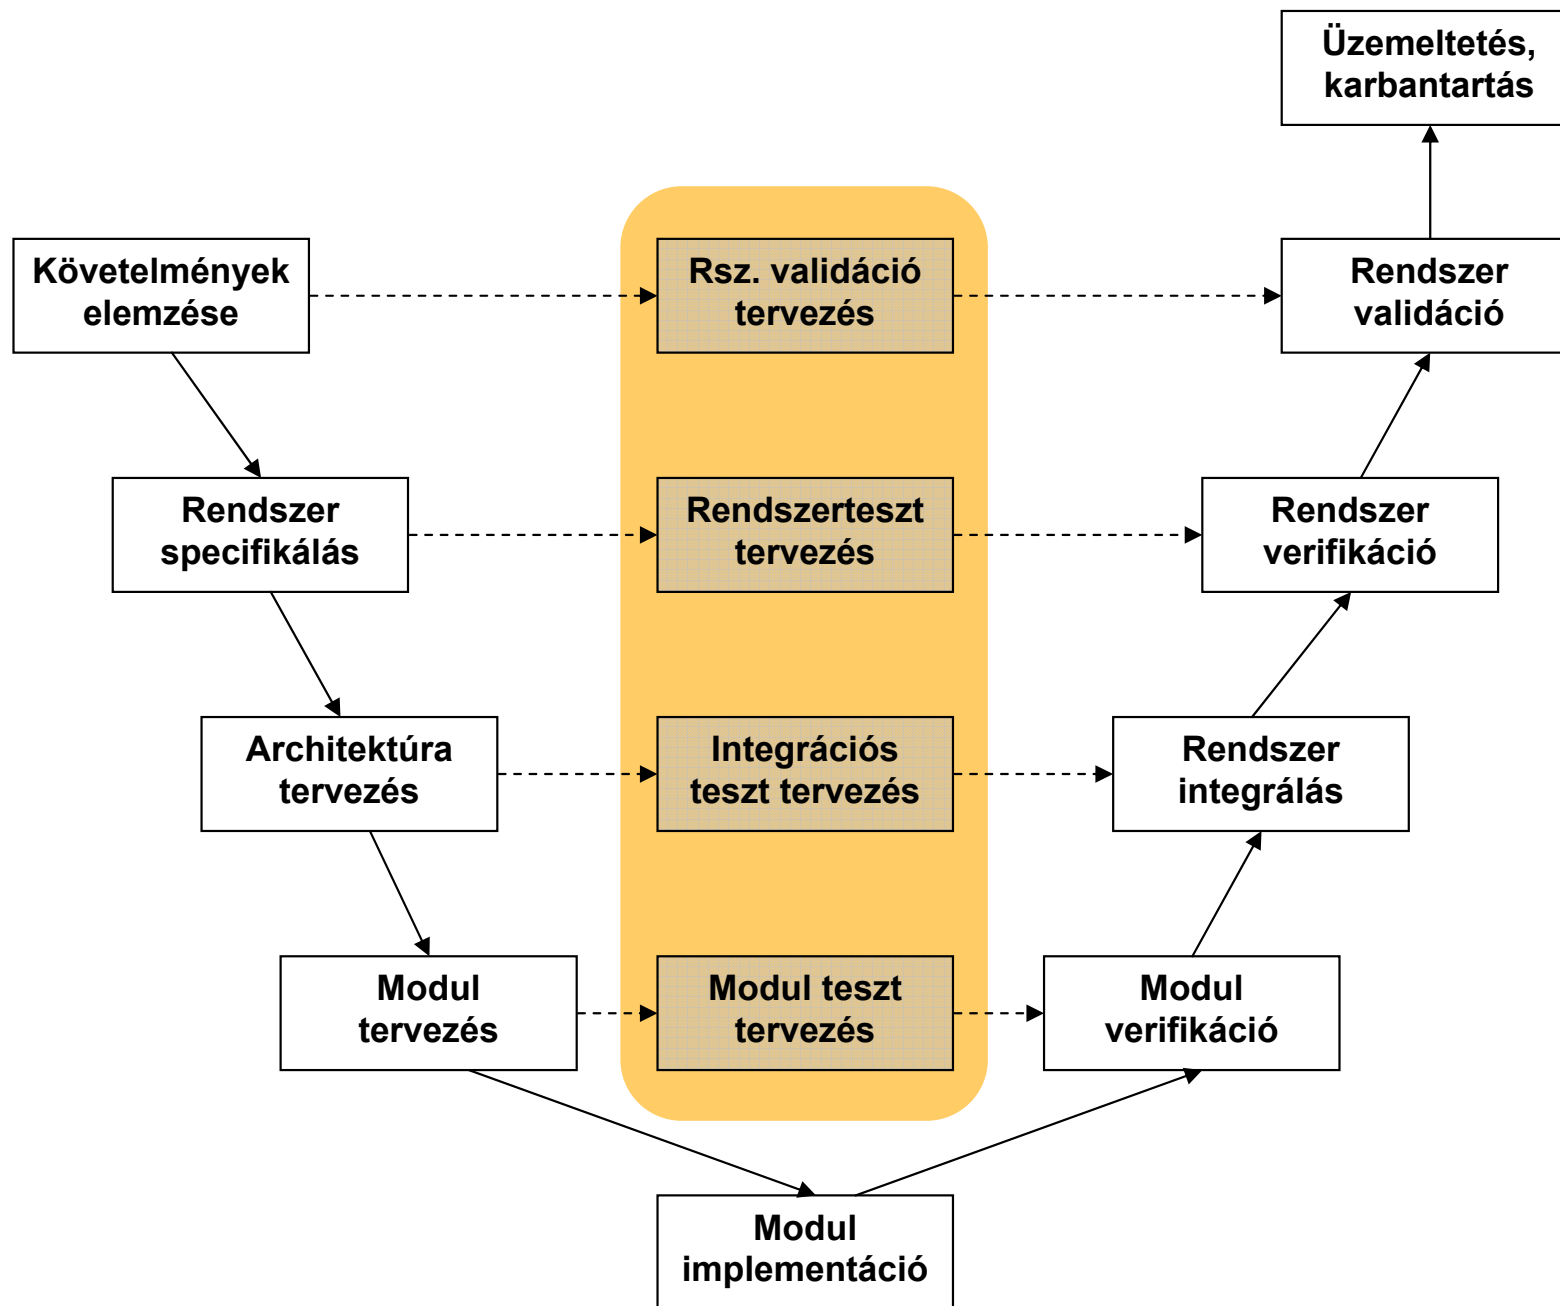 Üzemeltetés,
karbantartás
Követelmények
elemzése
Rsz. validáció
tervezés
Rendszer
validáció
Rendszer
specifikálás
Rendszerteszt
tervezés
Rendszer
verifikáció
Architektúra
tervezés
Integrációs
teszt tervezés
Rendszer
integrálás
Modul
tervezés
Modul teszt
tervezés
Modul
verifikáció
Modul
implementáció